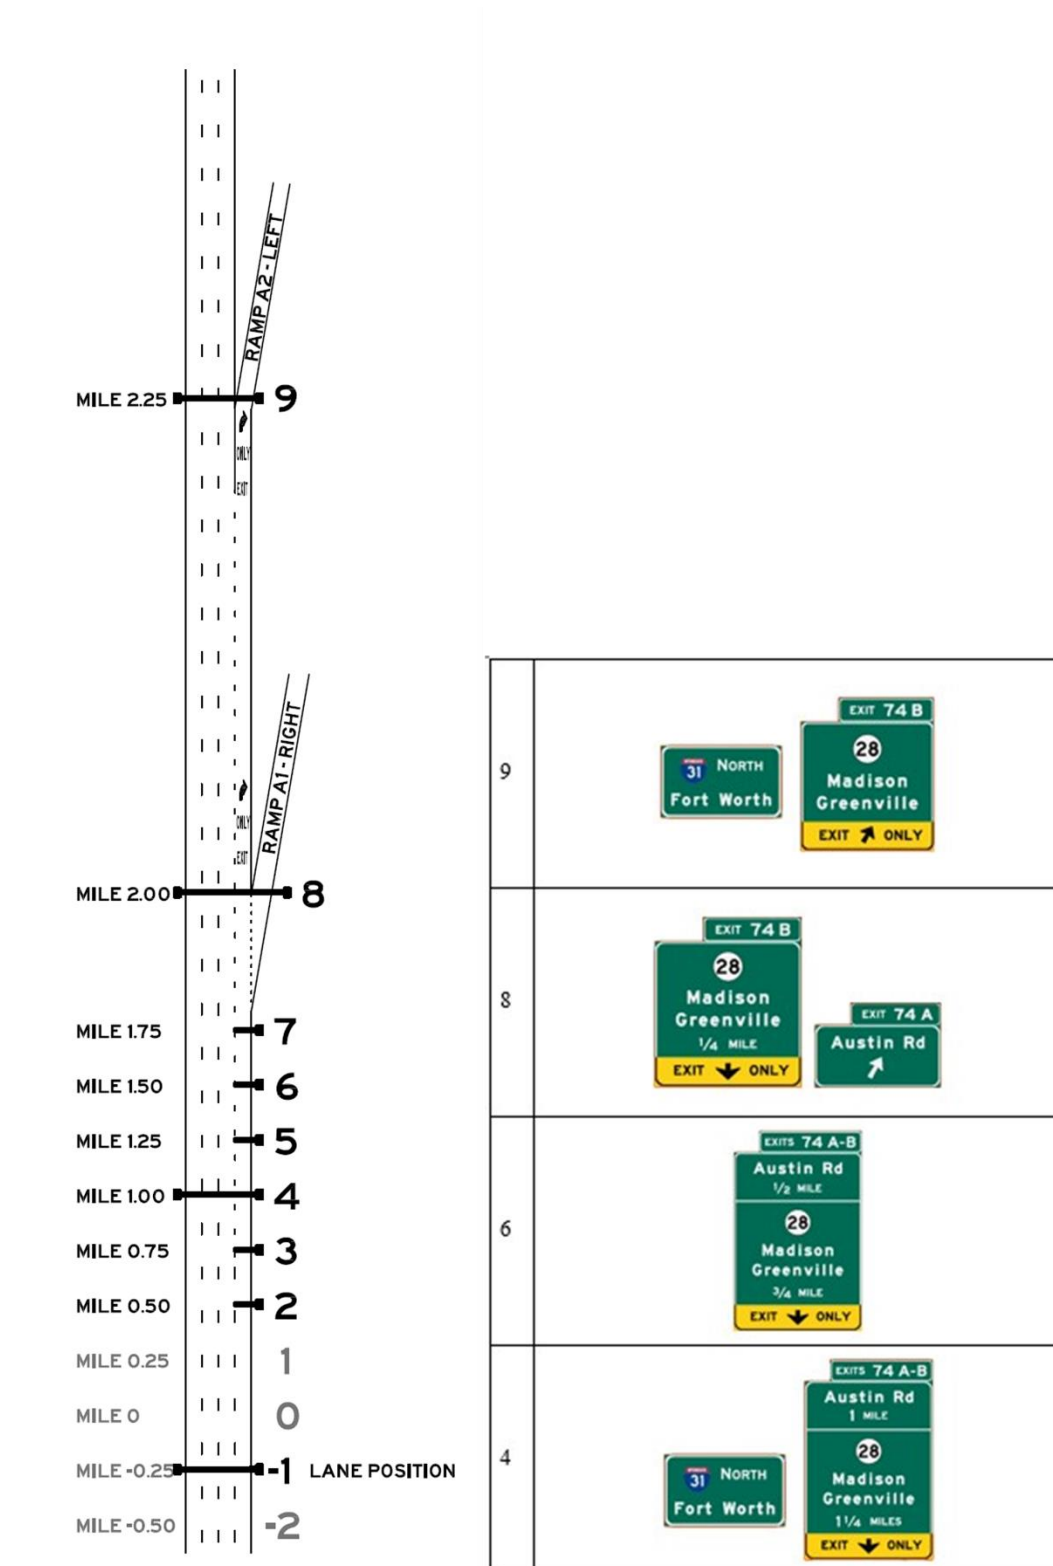 RAMP A2 - LEFT
MILE 2.25
9
ONLY
EXIT
RAMP A1 - RIGHT
ONLY
EXIT
MILE 2.00
8
MILE 1.75
7
MILE 1.50
6
MILE 1.25
5
MILE 1.00
4
MILE 0.75
3
MILE 0.50
2
MILE 0.25
1
MILE 0
0
MILE -0.25
-1 LANE POSITION
MILE -0.50
-2
9
31 NORTH
Fort Worth
EXIT 74 B
28
Madison
Greenville
EXIT ONLY
8
EXIT 74 B
28
Madison
Greenville
1/4 MILE
EXIT ONLY
EXIT 74 A
Austin Rd
6
EXITS 74 A-B
Austin Rd
1/2 MILE
28
Madison
Greenville
3/4 MILE
EXIT ONLY
4
31 NORTH
Fort Worth
EXITS 74 A-B
Austin Rd
1 MILE
28
Madison
Greenville
1 1/4 MILES
EXIT ONLY